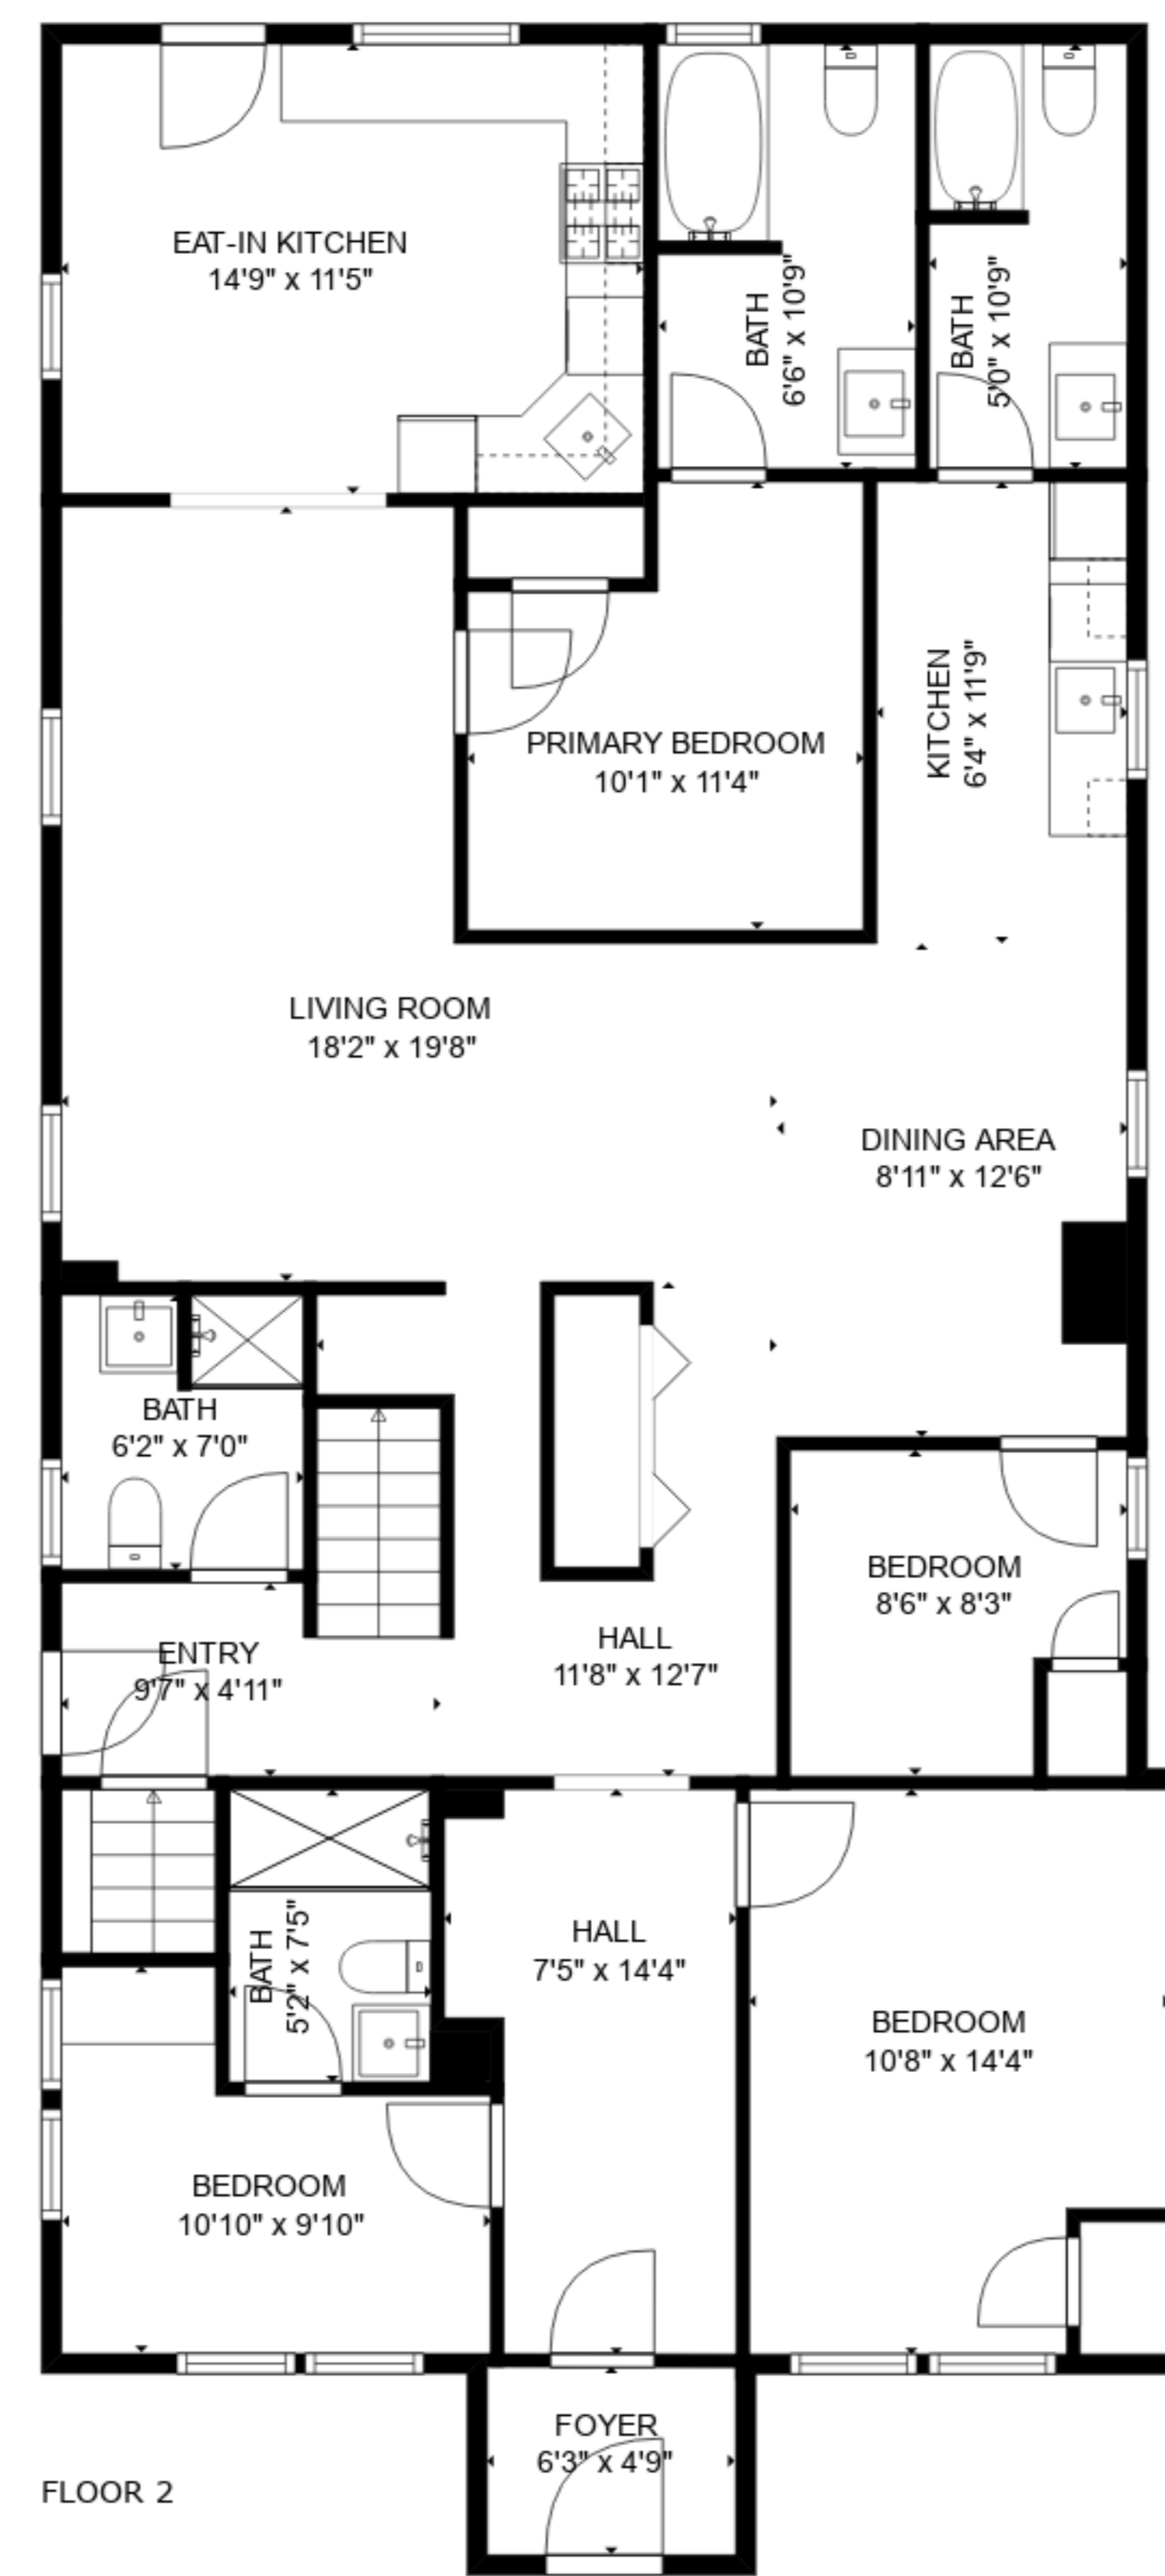 EAT-IN KITCHEN
14'9" x 11'5"
BATH
6'6" x 10'9"
BATH
5'0" x 10'9"
PRIMARY BEDROOM
10'1" x 11'4"
KITCHEN
6'4" x 11'9"
LIVING ROOM
18'2" x 19'8"
DINING AREA
8'11" x 12'6"
BATH
6'2" x 7'0"
BEDROOM
8'6" x 8'3"
ENTRY
9'7" x 4'11"
HALL
11'8" x 12'7"
BATH
5'2" x 7'5"
HALL
7'5" x 14'4"
BEDROOM
10'8" x 14'4"
BEDROOM
10'10" x 9'10"
FOYER
6'3" x 4'9"
FLOOR 2